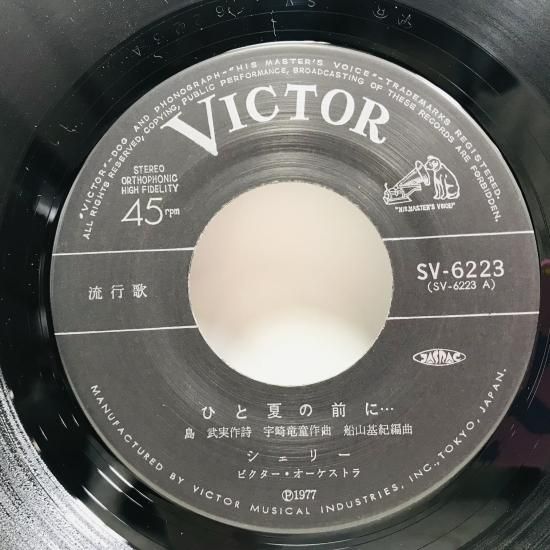 "VICTOR"-DOG AND PHONOGRAPH-"HIS MASTER'S VOICE"-TRADEMARKS REGISTERED.
ALL RIGHTS RESERVED, COPYING, PUBLIC PERFORMANCE, BROADCASTING OF THESE RECORDS ARE FORBIDDEN.
VICTOR
STEREO
ORTHOPHONIC
HIGH FIDELITY
45rpm
"HIS MASTER'S VOICE"
流行歌
SV-6223
(SV-6223 A)
JASRAC
ひと夏の前に…
島 武実作詩 宇崎竜童作曲 船山基紀編曲
シェリー
ビクター・オーケストラ
Ⓟ1977
MANUFACTURED BY VICTOR MUSICAL INDUSTRIES, INC., TOKYO, JAPAN.